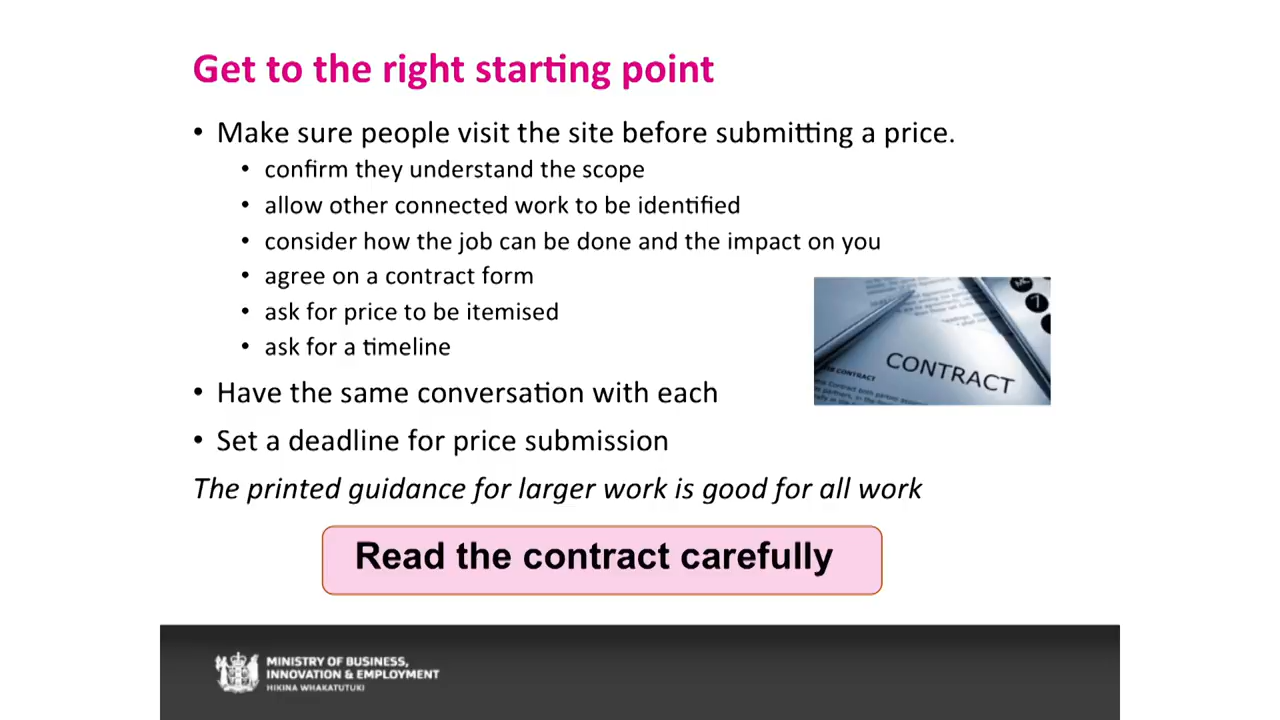 Get to the right starting point
• Make sure people visit the site before submitting a price.
• confirm they understand the scope
• allow other connected work to be identified
• consider how the job can be done and the impact on you
• agree on a contract form
• ask for price to be itemised
• ask for a timeline
CONTRACT
• Have the same conversation with each
• Set a deadline for price submission
The printed guidance for larger work is good for all work
Read the contract carefully
MINISTRY OF BUSINESS,
INNOVATION & EMPLOYMENT
HIKINA WHAKATUTUKI